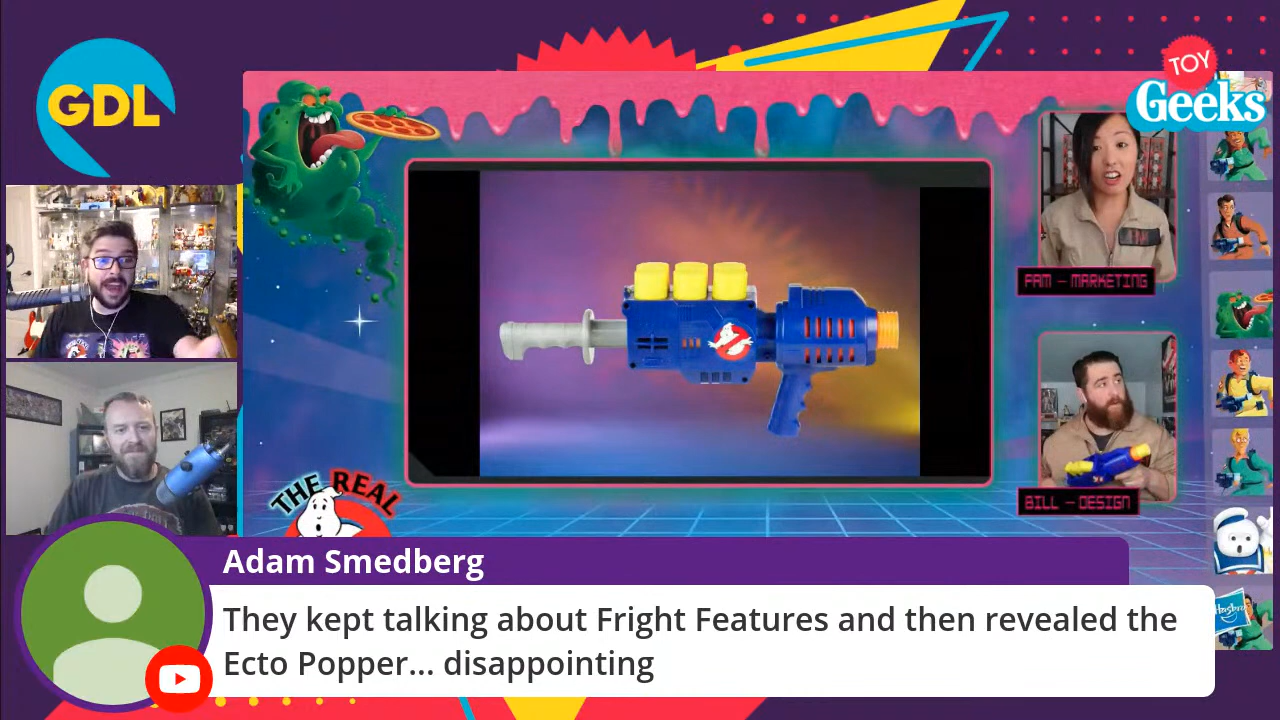 GDL
TOY
Geeks
PAM – MARKETING
BILL – DESIGN
THE REAL
Hasbro
Adam Smedberg
They kept talking about Fright Features and then revealed the
Ecto Popper... disappointing